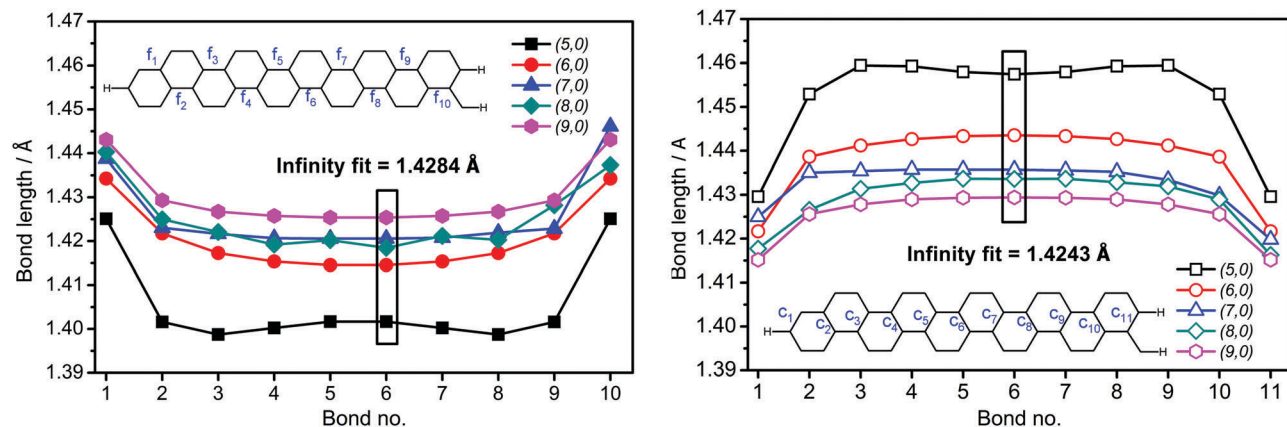 1.47
1.46
1.45
1.44
1.43
1.42
1.41
1.40
1.39
Bond length / Å
f1 f3 f5 f7 f9
H H
f2 f4 f6 f8 f10
H
(5,0)
(6,0)
(7,0)
(8,0)
(9,0)
Infinity fit = 1.4284 Å
1 2 3 4 5 6 7 8 9 10
Bond no.
1.47
1.46
1.45
1.44
1.43
1.42
1.41
1.40
1.39
Bond length / A
Infinity fit = 1.4243 Å
(5,0)
(6,0)
(7,0)
(8,0)
(9,0)
C1 C3 C5 C7 C9 C11 H
H C2 C4 C6 C8 C10
H
1 2 3 4 5 6 7 8 9 10 11
Bond no.